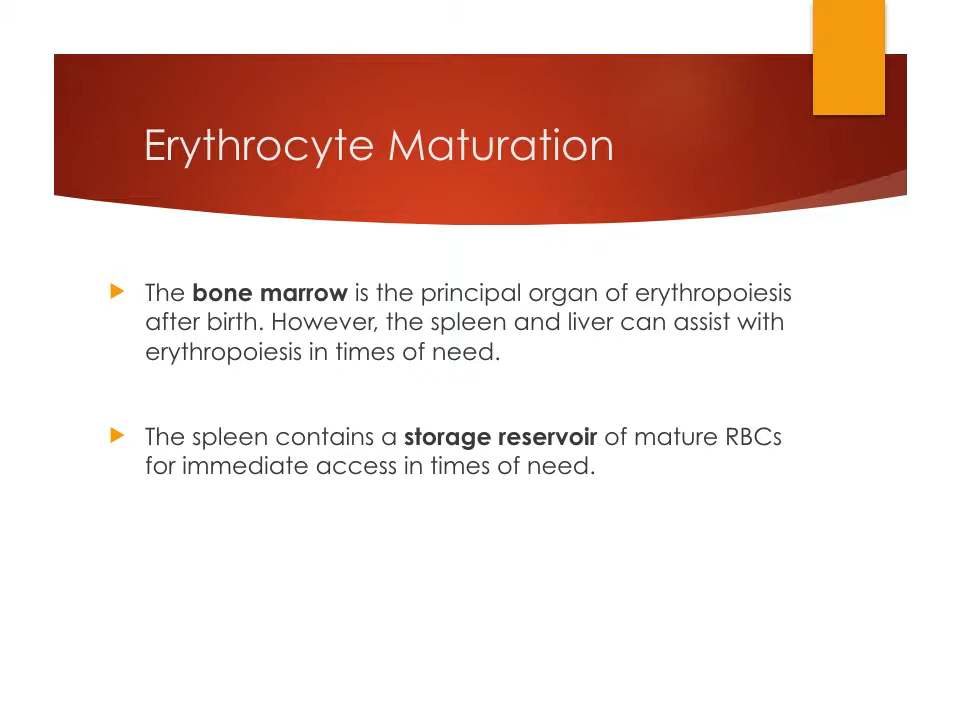 Erythrocyte Maturation
The bone marrow is the principal organ of erythropoiesis
after birth. However, the spleen and liver can assist with
erythropoiesis in times of need.
The spleen contains a storage reservoir of mature RBCs
for immediate access in times of need.